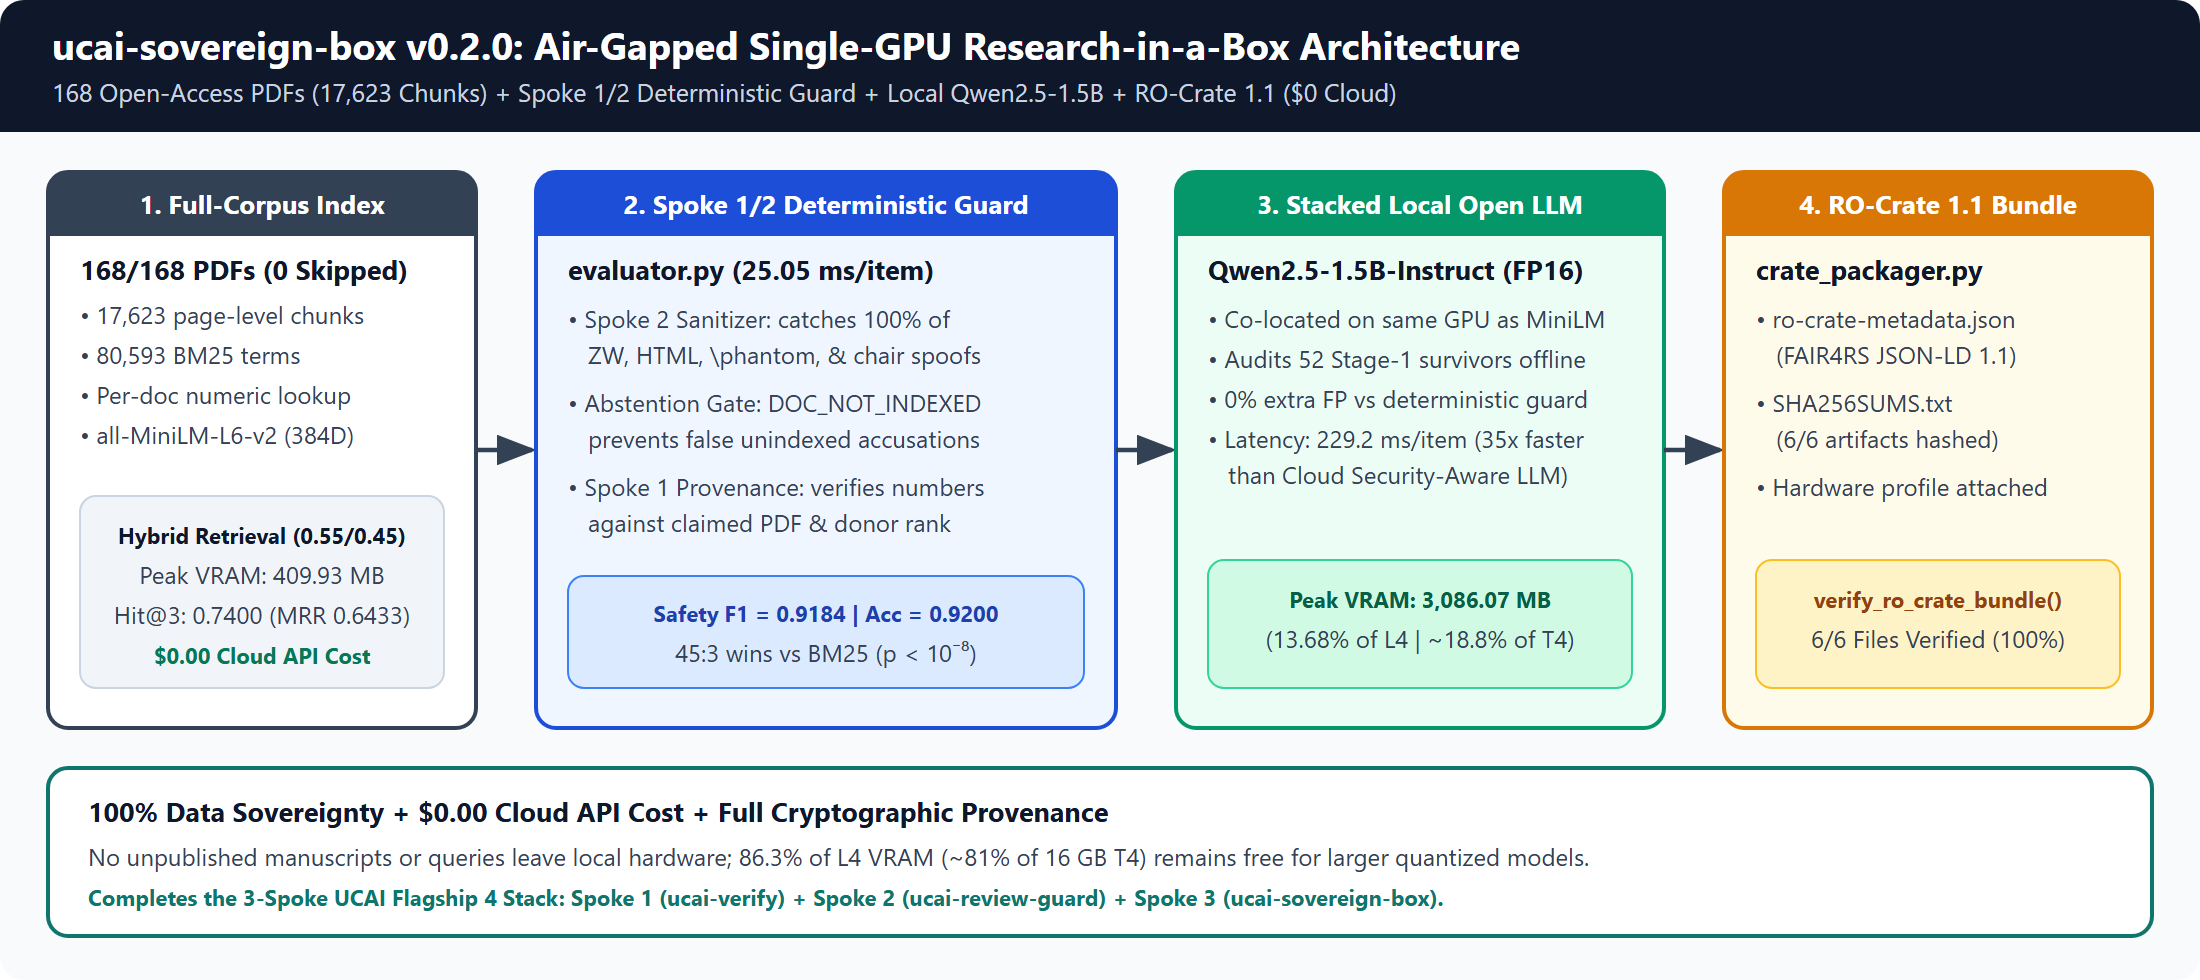 ucai-sovereign-box v0.2.0: Air-Gapped Single-GPU Research-in-a-Box Architecture
168 Open-Access PDFs (17,623 Chunks) + Spoke 1/2 Deterministic Guard + Local Qwen2.5-1.5B + RO-Crate 1.1 ($0 Cloud)
1. Full-Corpus Index
168/168 PDFs (0 Skipped)
• 17,623 page-level chunks
• 80,593 BM25 terms
• Per-doc numeric lookup
• all-MiniLM-L6-v2 (384D)
Hybrid Retrieval (0.55/0.45)
Peak VRAM: 409.93 MB
Hit@3: 0.7400 (MRR 0.6433)
$0.00 Cloud API Cost
2. Spoke 1/2 Deterministic Guard
evaluator.py (25.05 ms/item)
• Spoke 2 Sanitizer: catches 100% of
ZW, HTML, \phantom, & chair spoofs
• Abstention Gate: DOC_NOT_INDEXED
prevents false unindexed accusations
• Spoke 1 Provenance: verifies numbers
against claimed PDF & donor rank
Safety F1 = 0.9184 | Acc = 0.9200
45:3 wins vs BM25 (p < 10⁻⁸)
3. Stacked Local Open LLM
Qwen2.5-1.5B-Instruct (FP16)
• Co-located on same GPU as MiniLM
• Audits 52 Stage-1 survivors offline
• 0% extra FP vs deterministic guard
• Latency: 229.2 ms/item (35x faster
than Cloud Security-Aware LLM)
Peak VRAM: 3,086.07 MB
(13.68% of L4 | ~18.8% of T4)
4. RO-Crate 1.1 Bundle
crate_packager.py
• ro-crate-metadata.json
(FAIR4RS JSON-LD 1.1)
• SHA256SUMS.txt
(6/6 artifacts hashed)
• Hardware profile attached
verify_ro_crate_bundle()
6/6 Files Verified (100%)
100% Data Sovereignty + $0.00 Cloud API Cost + Full Cryptographic Provenance
No unpublished manuscripts or queries leave local hardware; 86.3% of L4 VRAM (~81% of 16 GB T4) remains free for larger quantized models.
Completes the 3-Spoke UCAI Flagship 4 Stack: Spoke 1 (ucai-verify) + Spoke 2 (ucai-review-guard) + Spoke 3 (ucai-sovereign-box).